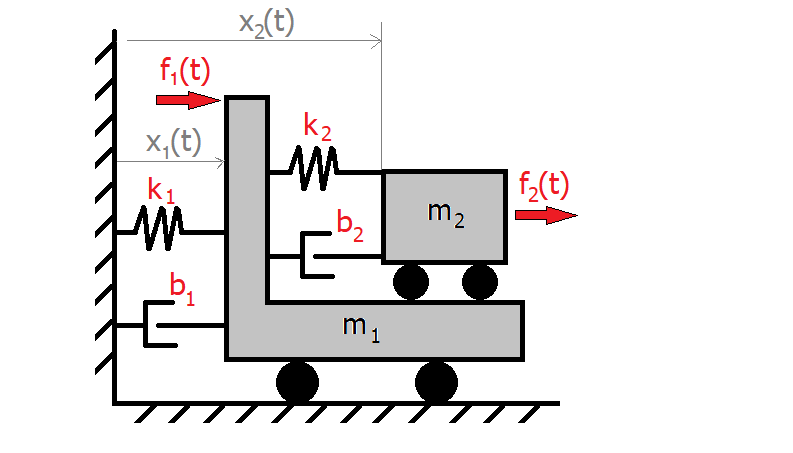 x₂(t)
f₁(t)
k₂
x₁(t)
k₁
f₂(t)
m₂
b₂
b₁
m₁